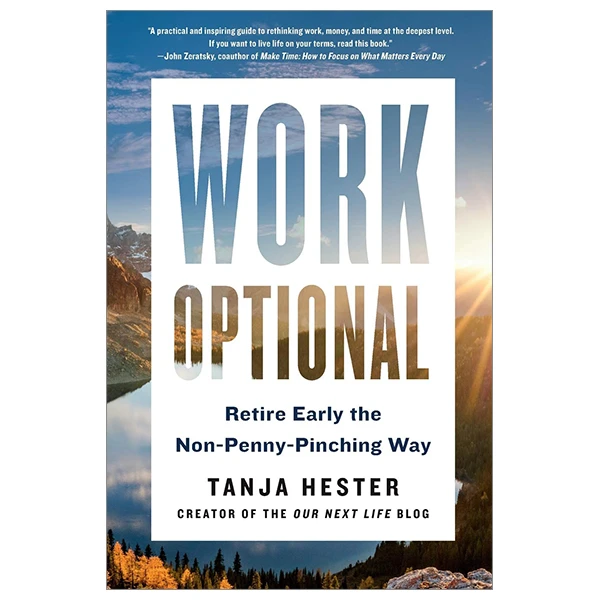 "A practical and inspiring guide to rethinking work, money, and time at the deepest level.
If you want to live life on your terms, read this book."
—John Zeratsky, coauthor of Make Time: How to Focus on What Matters Every Day
WORK
OPTIONAL
Retire Early the
Non-Penny-Pinching Way
TANJA HESTER
CREATOR OF THE OUR NEXT LIFE BLOG